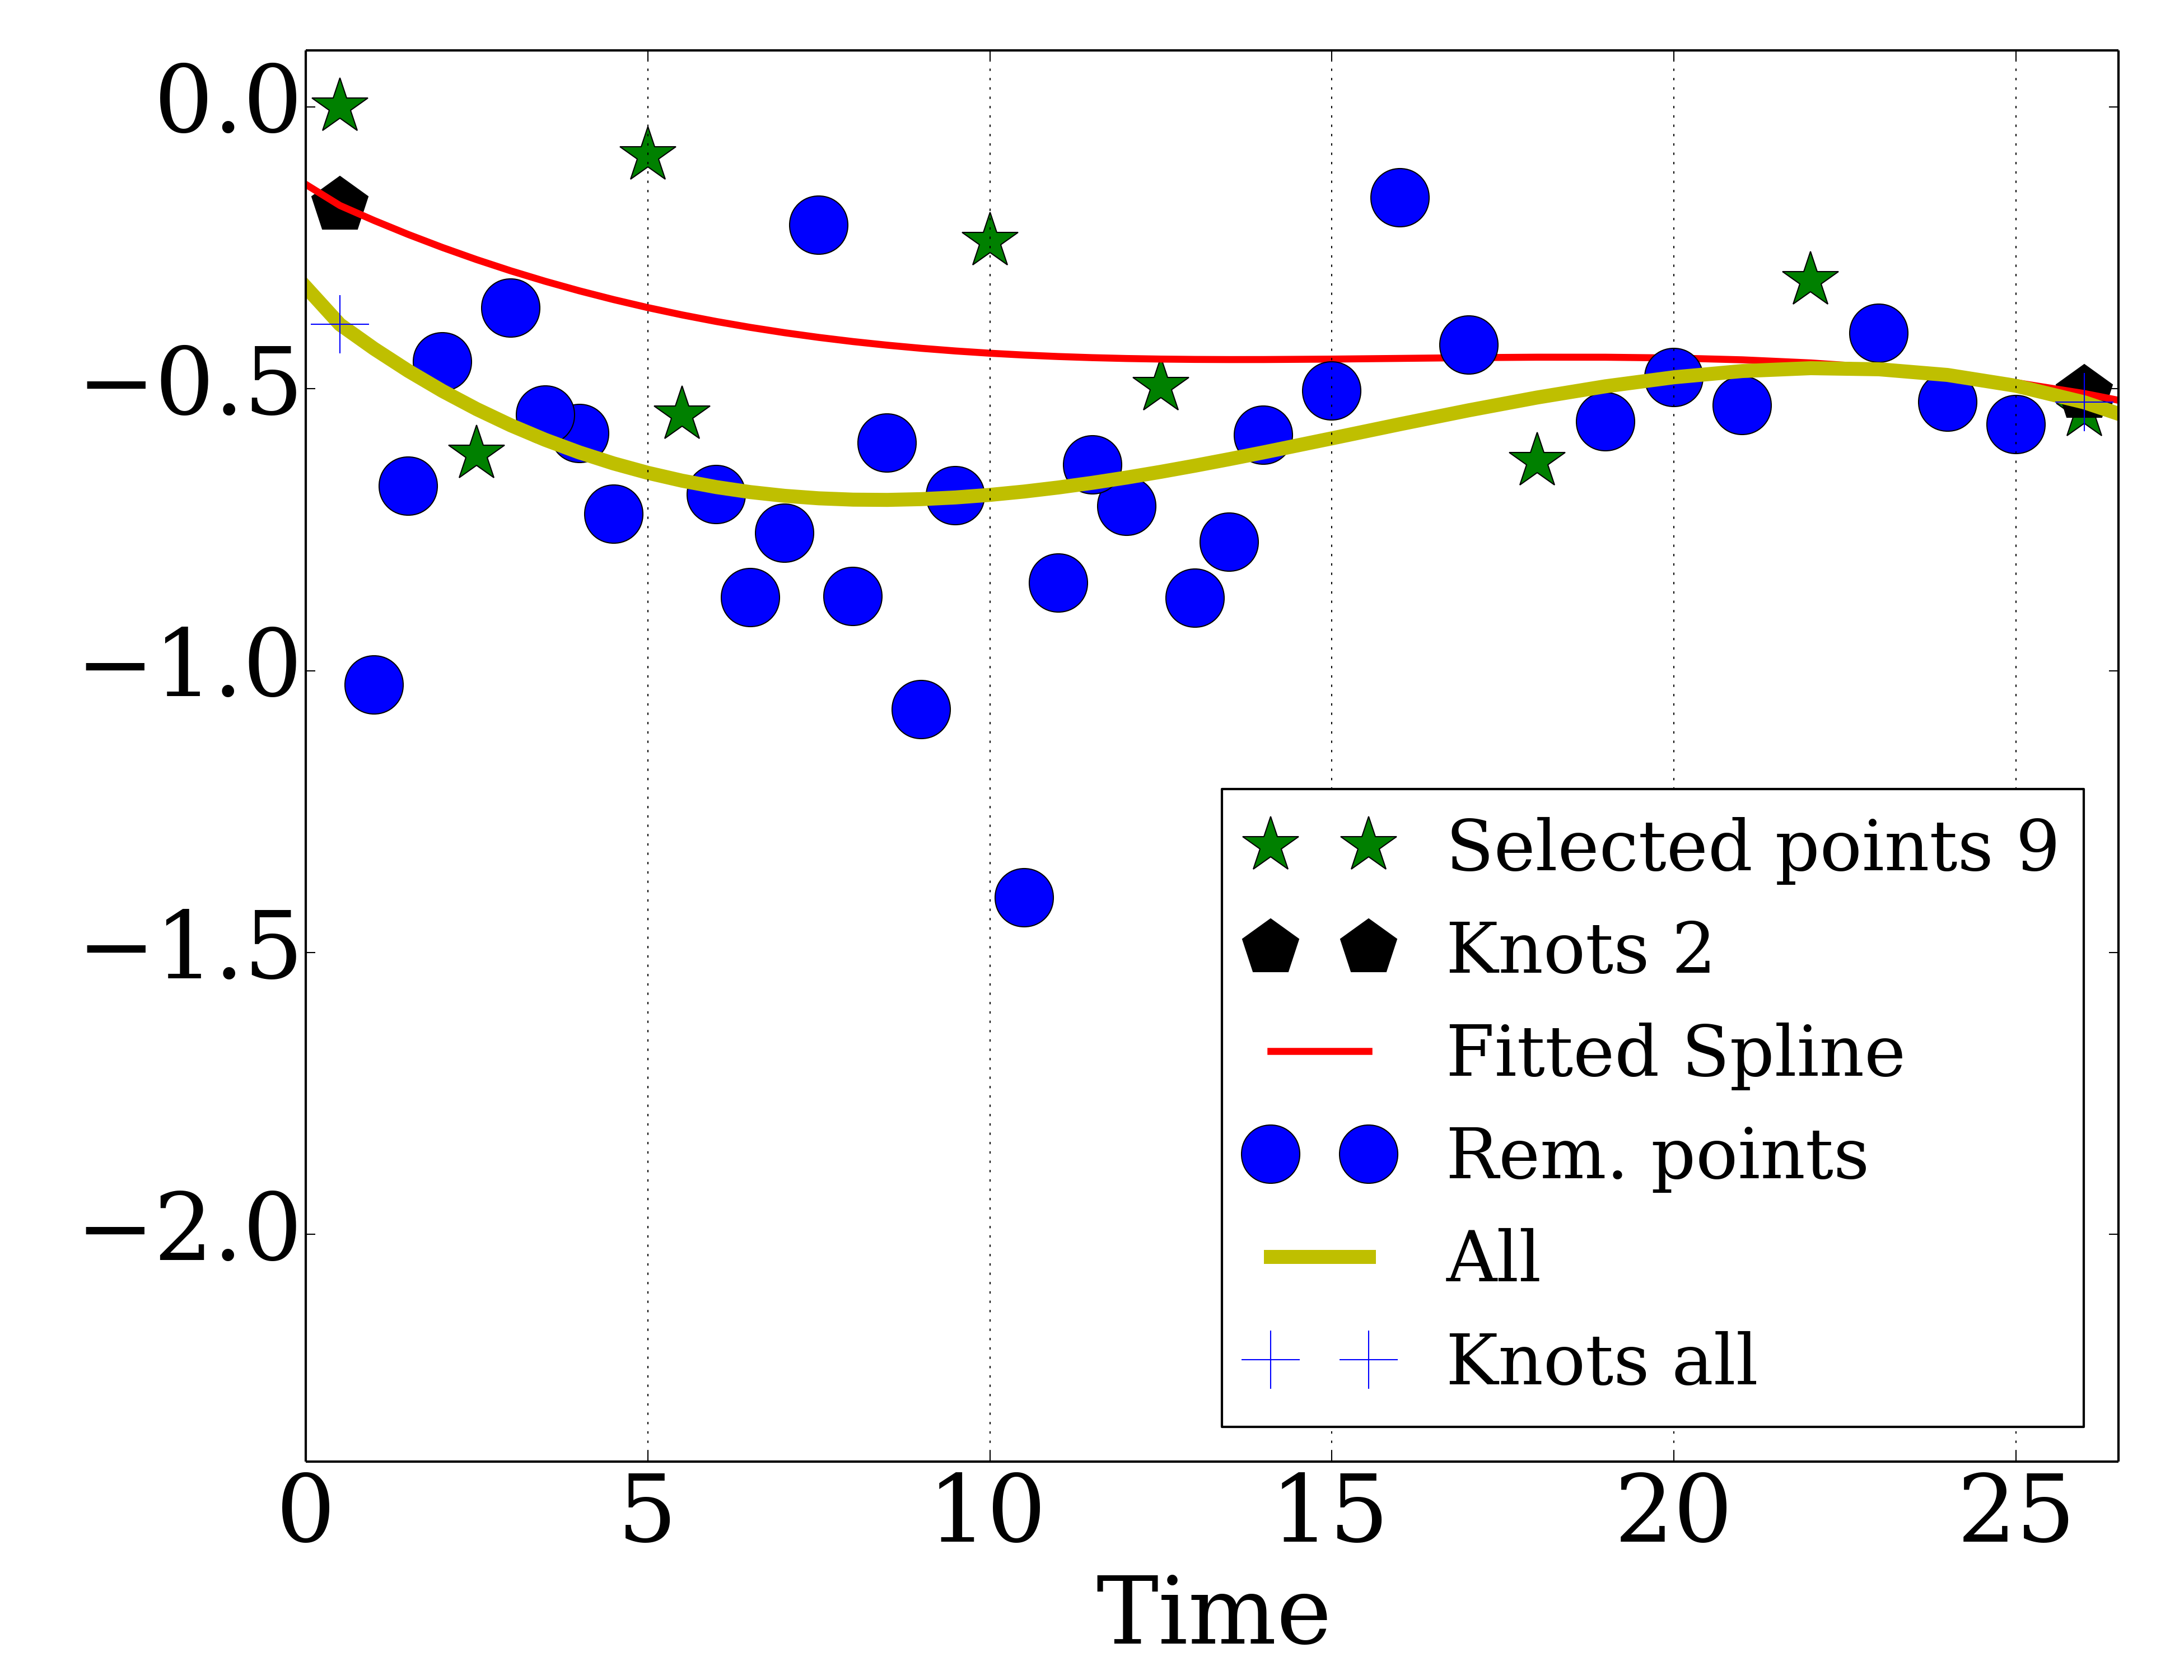 0.0
−0.5
−1.0
−1.5
−2.0
0 5 10 15 20 25
Time
Selected points 9
Knots 2
Fitted Spline
Rem. points
All
Knots all